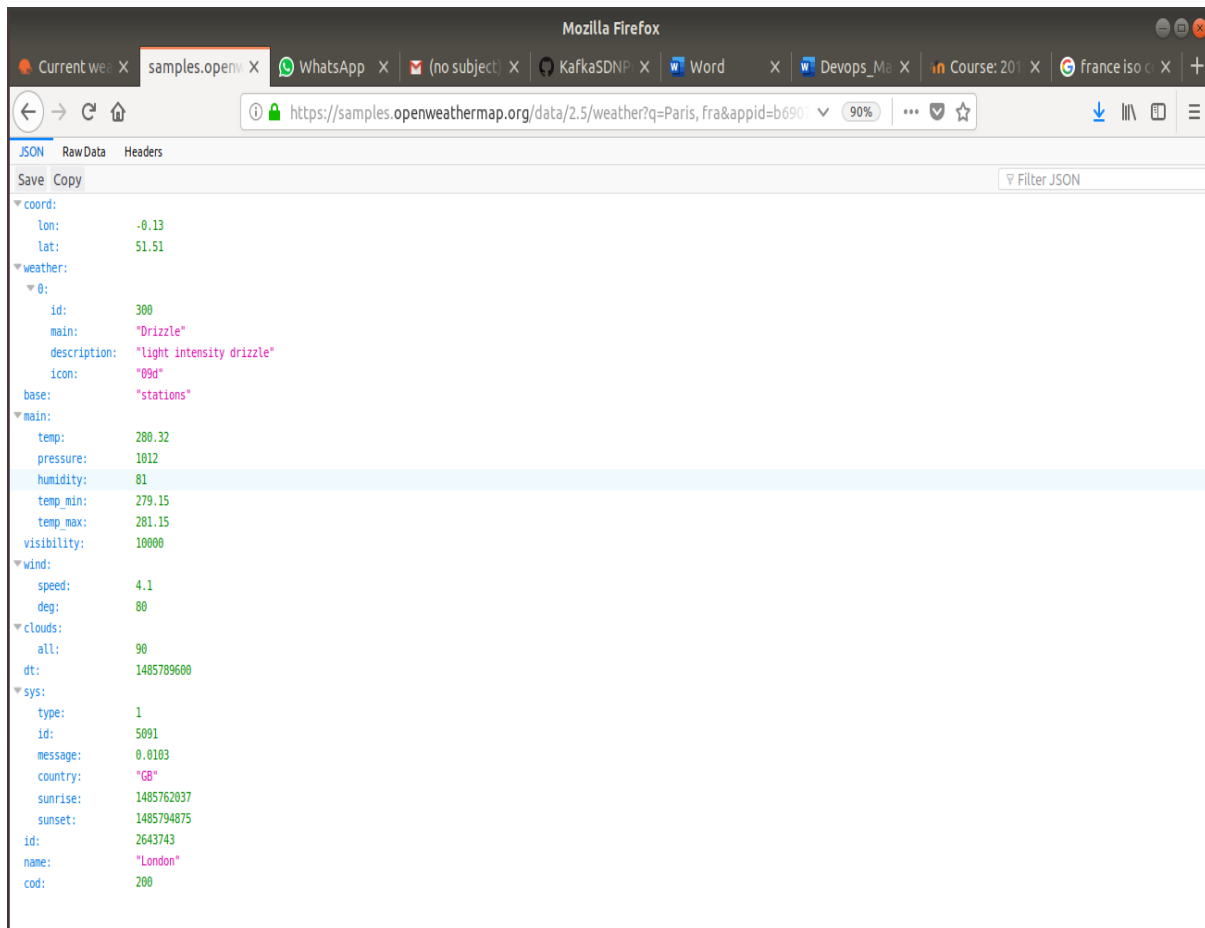 Mozilla Firefox
Current wea
samples.openw
WhatsApp
(no subject)
KafkaSDNP
Word
Devops_Ma
Course: 201
france iso c
https://samples.openweathermap.org/data/2.5/weather?q=Paris, fra&appid=b690
90%
JSON Raw Data Headers
Save Copy
Filter JSON
coord:
lon: -0.13
lat: 51.51
weather:
0:
id: 300
main: "Drizzle"
description: "light intensity drizzle"
icon: "09d"
base: "stations"
main:
temp: 280.32
pressure: 1012
humidity: 81
temp_min: 279.15
temp_max: 281.15
visibility: 10000
wind:
speed: 4.1
deg: 80
clouds:
all: 90
dt: 1485789600
sys:
type: 1
id: 5091
message: 0.0103
country: "GB"
sunrise: 1485762037
sunset: 1485794875
id: 2643743
name: "London"
cod: 200